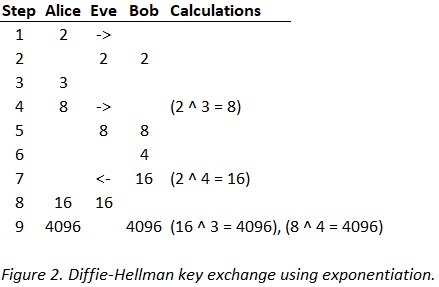 Step Alice Eve Bob Calculations
1 2 ->
2 2 2
3 3
4 8 -> (2 ^ 3 = 8)
5 8 8
6 4
7 <- 16 (2 ^ 4 = 16)
8 16 16
9 4096 4096 (16 ^ 3 = 4096), (8 ^ 4 = 4096)
Figure 2. Diffie-Hellman key exchange using exponentiation.